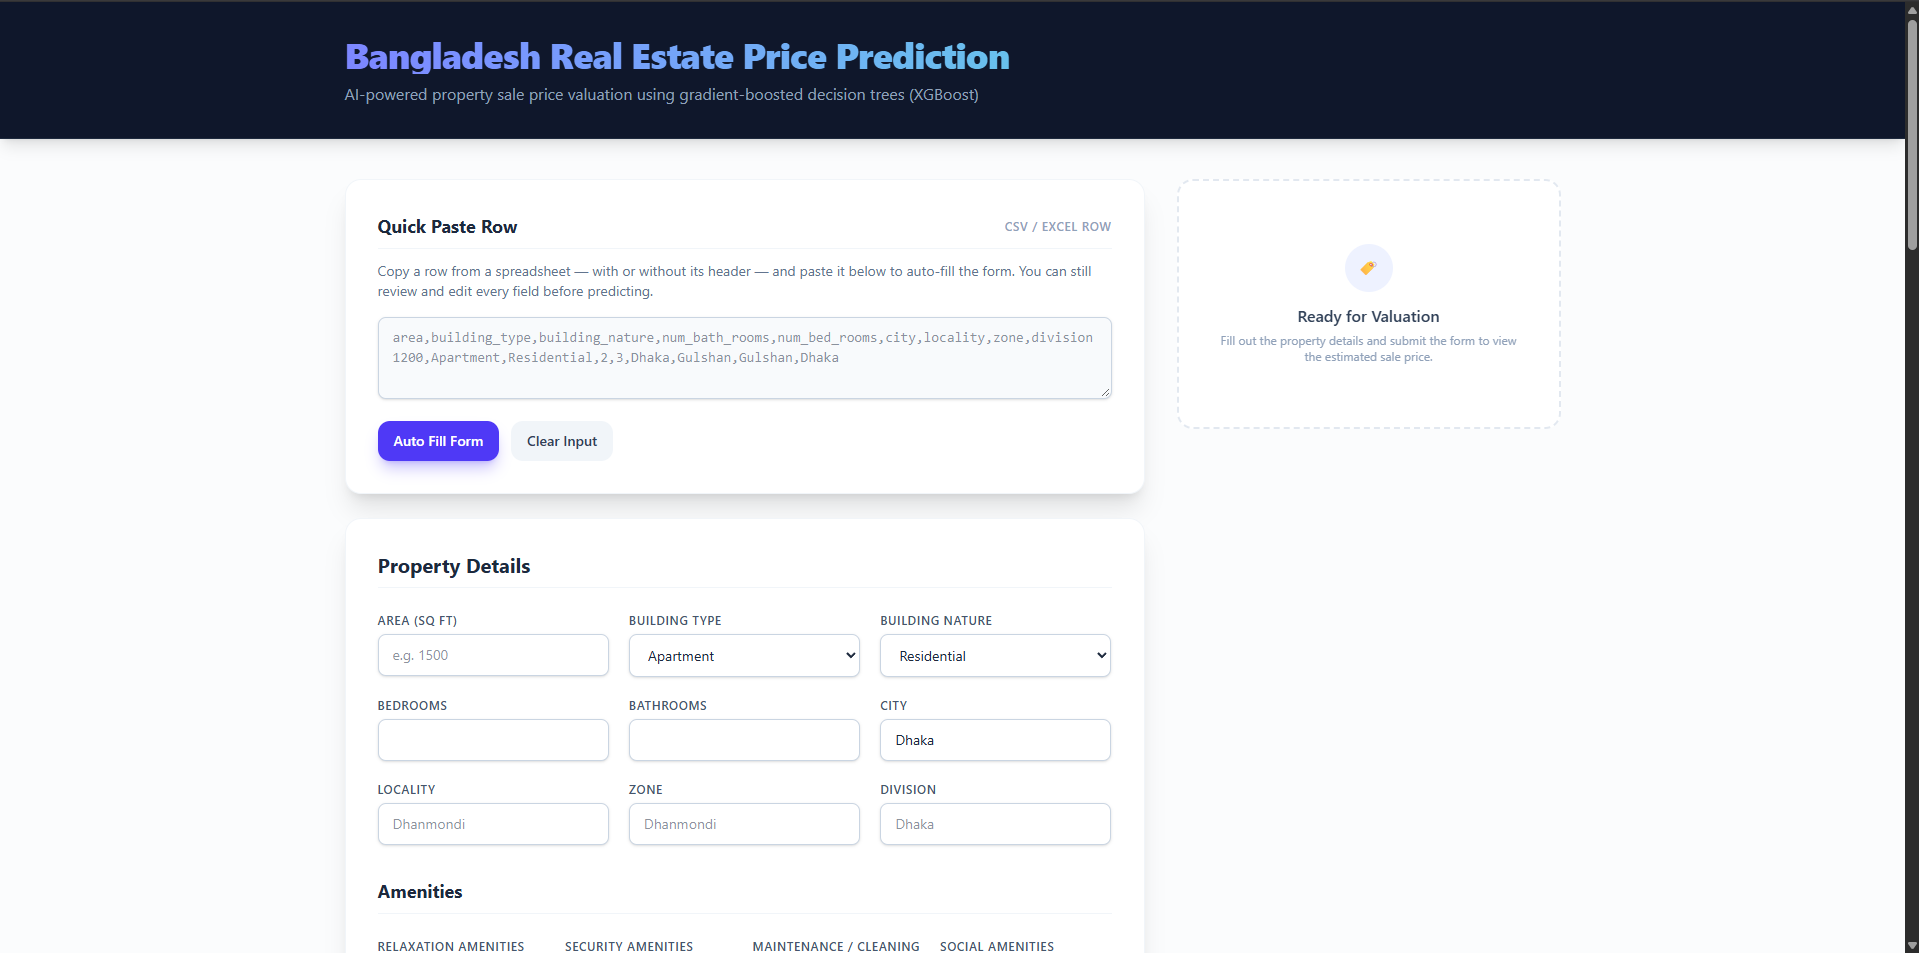 Bangladesh Real Estate Price Prediction
AI-powered property sale price valuation using gradient-boosted decision trees (XGBoost)
Quick Paste Row
CSV / EXCEL ROW
Copy a row from a spreadsheet — with or without its header — and paste it below to auto-fill the form. You can still
review and edit every field before predicting.
area,building_type,building_nature,num_bath_rooms,num_bed_rooms,city,locality,zone,division
1200,Apartment,Residential,2,3,Dhaka,Gulshan,Gulshan,Dhaka
Auto Fill Form
Clear Input
Ready for Valuation
Fill out the property details and submit the form to view
the estimated sale price.
Property Details
AREA (SQ FT)
BUILDING TYPE
BUILDING NATURE
e.g. 1500
Apartment
Residential
BEDROOMS
BATHROOMS
CITY
Dhaka
LOCALITY
ZONE
DIVISION
Dhanmondi
Dhanmondi
Dhaka
Amenities
RELAXATION AMENITIES
SECURITY AMENITIES
MAINTENANCE / CLEANING
SOCIAL AMENITIES